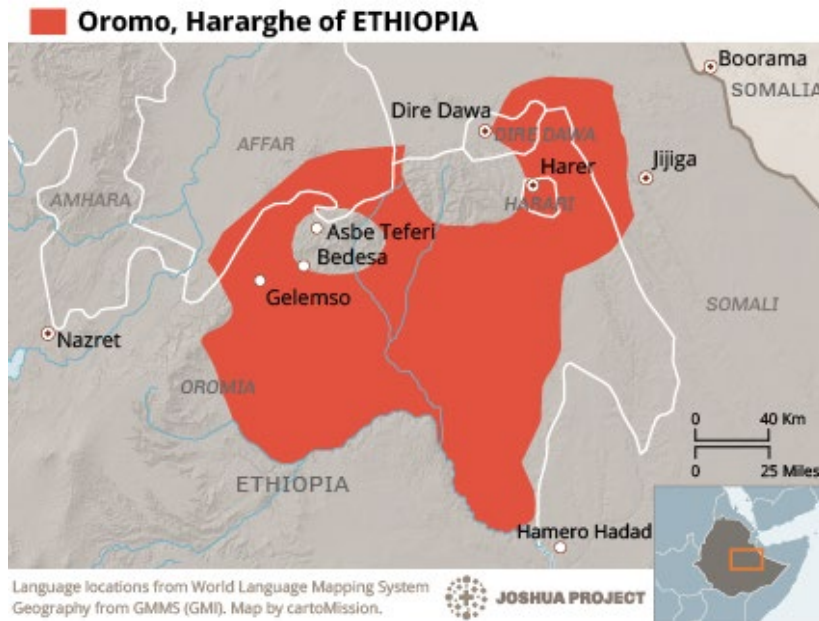 Oromo, Hararghe of ETHIOPIA
Boorama
SOMALIA
Dire Dawa
DIRE DAWA
AFFAR
Harer
Jijiga
AMHARA
HARARI
Asbe Teferi
Bedesa
Gelemso
SOMALI
Nazret
OROMIA
0 40 Km
0 25 Miles
ETHIOPIA
Hamero Hadad
Language locations from World Language Mapping System
Geography from GMMS (GMI). Map by cartoMission.
JOSHUA PROJECT